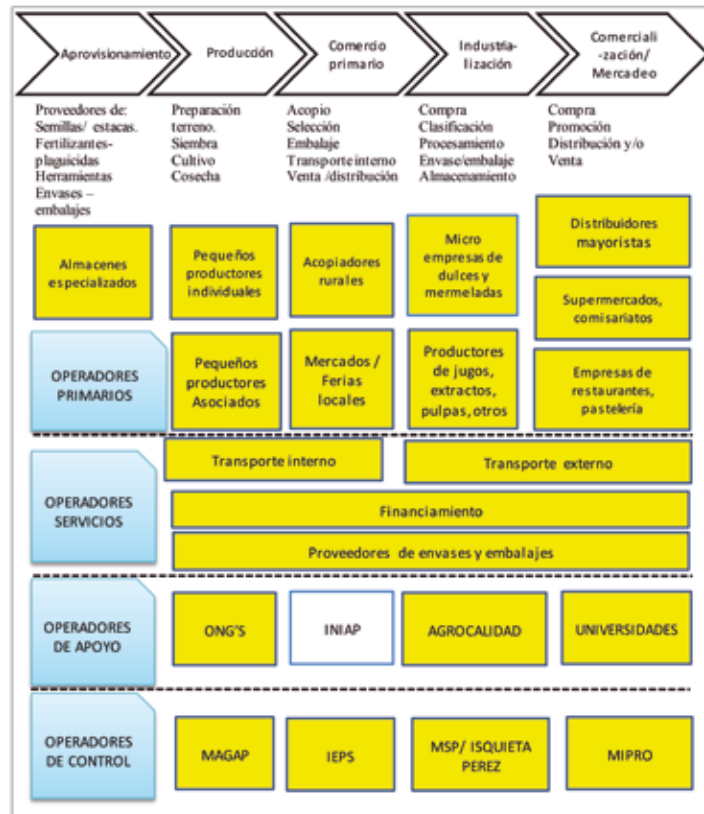 Aprovisionamiento
Producción
Comercio
primario
Industria-
lización
Comerciali
-zación/
Mercadeo
Proveedores de:
Semillas/ estacas.
Fertilizantes-
plaguicidas
Herramientas
Envases –
embalajes
Preparación
terreno.
Siembra
Cultivo
Cosecha
Acopio
Selección
Embalaje
Transporte interno
Venta /distribución
Compra
Clasificación
Procesamiento
Envase/embalaje
Almacenamiento
Compra
Promoción
Distribución y/o
Venta
Almacenes
especializados
Pequeños
productores
individuales
Acopiadores
rurales
Micro
empresas de
dulces y
mermeladas
Distribuidores
mayoristas
Supermercados,
comisariatos
OPERADORES
PRIMARIOS
Pequeños
productores
Asociados
Mercados /
Ferias
locales
Productores
de jugos,
extractos,
pulpas, otros
Empresas de
restaurantes,
pastelería
OPERADORES
SERVICIOS
Transporte interno
Transporte externo
Financiamiento
Proveedores de envases y embalajes
OPERADORES
DE APOYO
ONG'S
INIAP
AGROCALIDAD
UNIVERSIDADES
OPERADORES
DE CONTROL
MAGAP
IEPS
MSP/ ISQUIETA
PEREZ
MIPRO